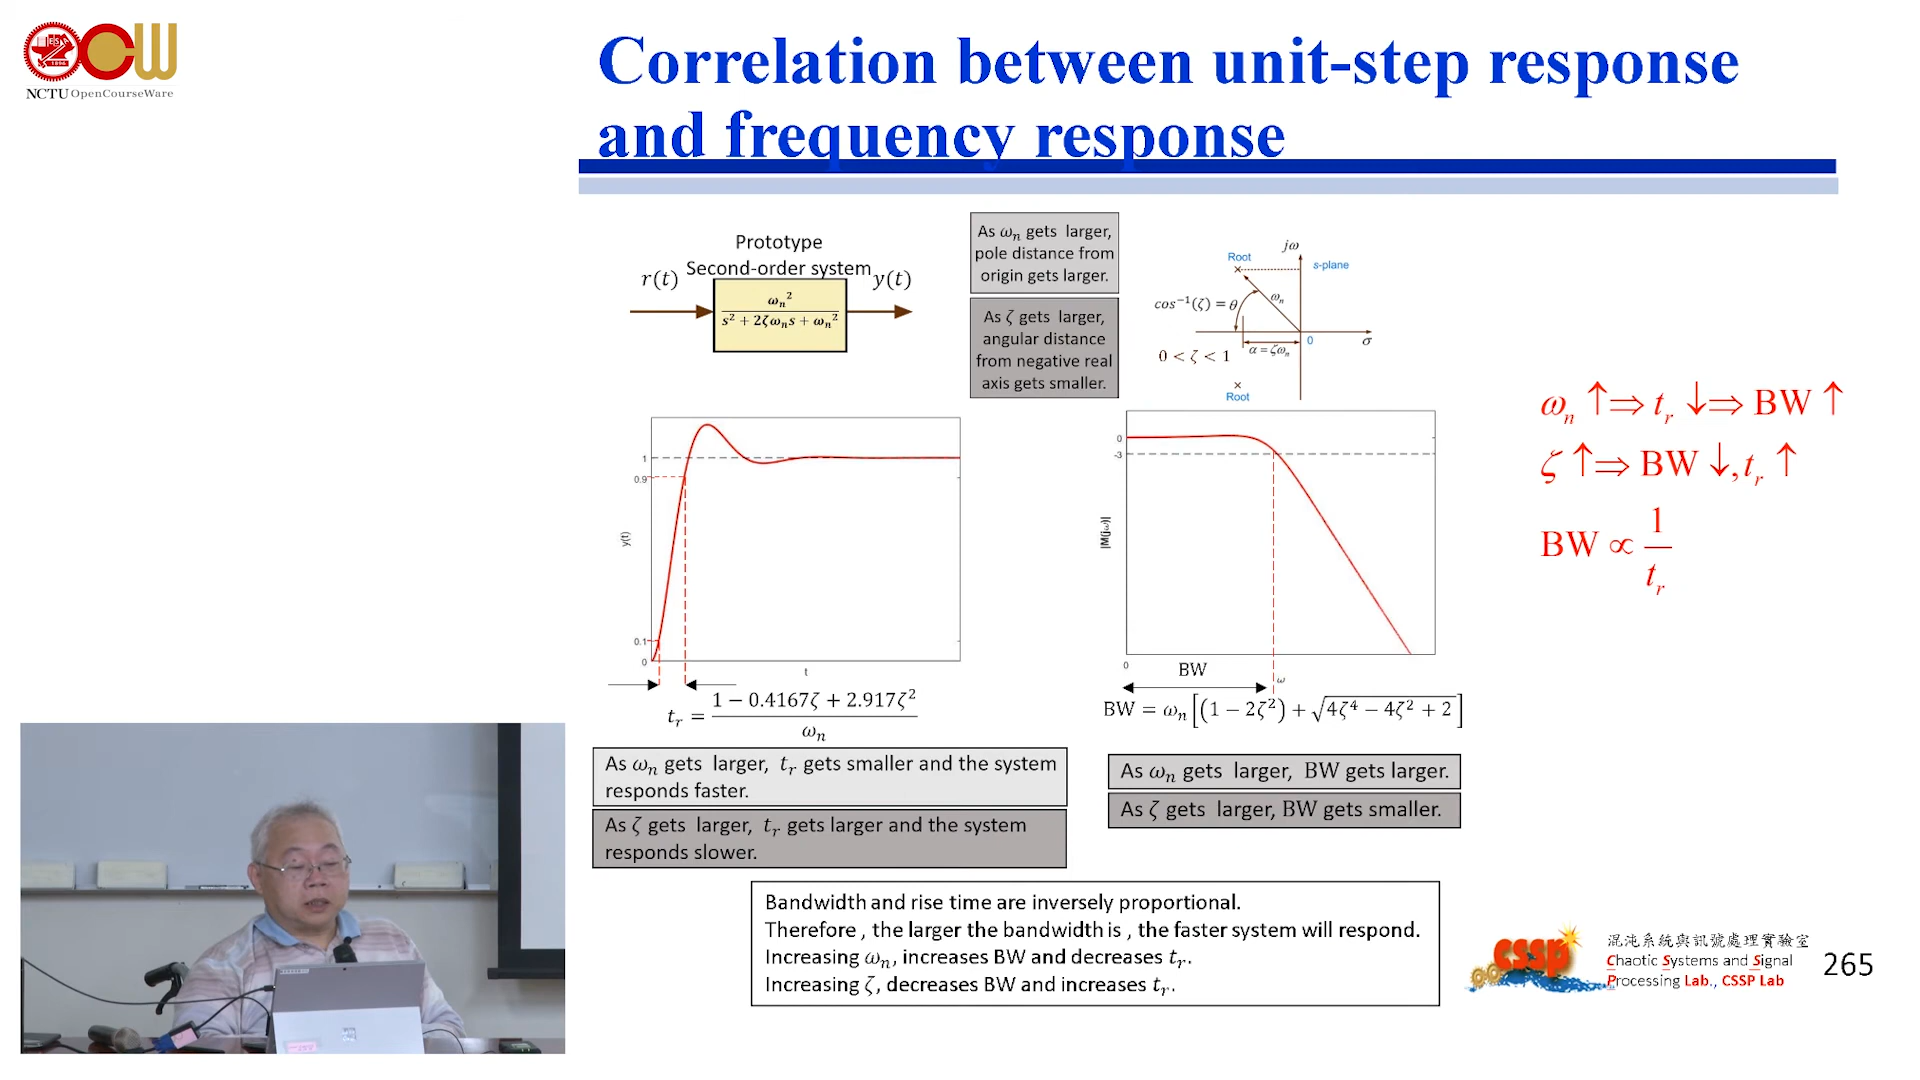 NCTU OpenCourseWare
Correlation between unit-step response
and frequency response
Prototype
Second-order system
r(t)
y(t)
ωₙ²
s² + 2ζωₙs + ωₙ²
As ωₙ gets larger,
pole distance from
origin gets larger.
As ζ gets larger,
angular distance
from negative real
axis gets smaller.
jω
Root
s-plane
ωₙ
cos⁻¹(ζ) = θ
0
σ
α = ζωₙ
0 < ζ < 1
Root
ωₙ ↑⇒ tᵣ ↓⇒ BW ↑
ζ ↑⇒ BW ↓, tᵣ ↑
BW ∝ 1/tᵣ
1
0.9
y(t)
0.1
0
t
tᵣ = (1 − 0.4167ζ + 2.917ζ²)/ωₙ
0
-3
|M(jω)|
0
BW
ω
BW = ωₙ[(1 − 2ζ²) + √(4ζ⁴ − 4ζ² + 2)]
As ωₙ gets larger, tᵣ gets smaller and the system
responds faster.
As ζ gets larger, tᵣ gets larger and the system
responds slower.
As ωₙ gets larger, BW gets larger.
As ζ gets larger, BW gets smaller.
Bandwidth and rise time are inversely proportional.
Therefore , the larger the bandwidth is , the faster system will respond.
Increasing ωₙ, increases BW and decreases tᵣ.
Increasing ζ, decreases BW and increases tᵣ.
CSSP
混沌系統與訊號處理實驗室
Chaotic Systems and Signal
Processing Lab., CSSP Lab
265